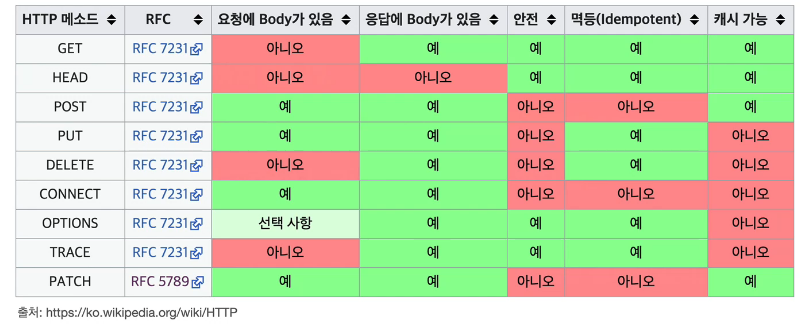 HTTP 메소드 RFC 요청에 Body가 있음 응답에 Body가 있음 안전 멱등(Idempotent) 캐시 가능
GET RFC 7231 아니오 예 예 예 예
HEAD RFC 7231 아니오 아니오 예 예 예
POST RFC 7231 예 예 아니오 아니오 예
PUT RFC 7231 예 예 아니오 예 아니오
DELETE RFC 7231 아니오 예 아니오 예 아니오
CONNECT RFC 7231 예 예 아니오 아니오 아니오
OPTIONS RFC 7231 선택 사항 예 예 예 아니오
TRACE RFC 7231 아니오 예 예 예 아니오
PATCH RFC 5789 예 예 아니오 아니오 예
출처: https://ko.wikipedia.org/wiki/HTTP